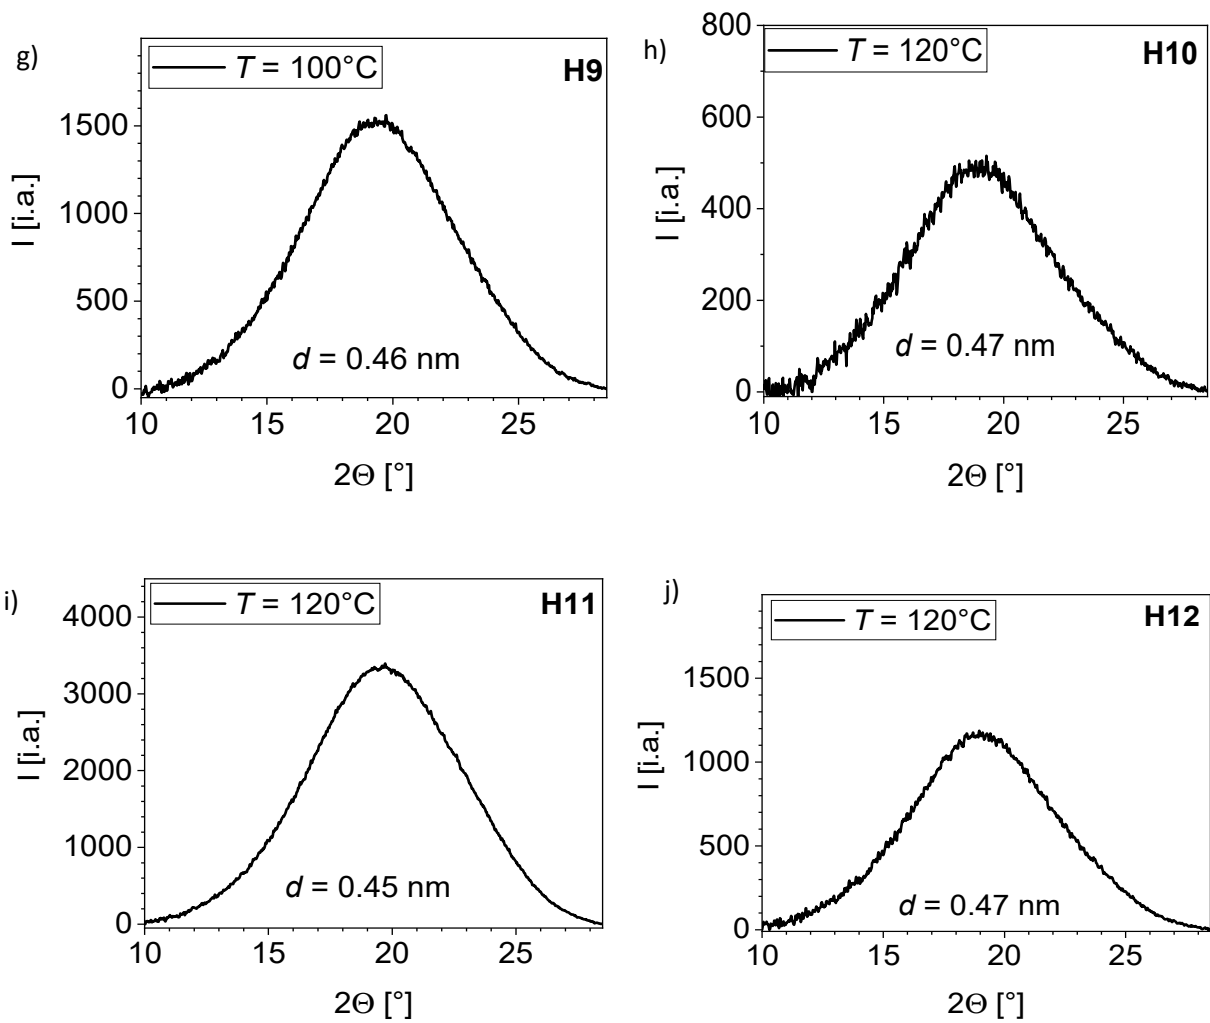 g)
T = 100°C
H9
1500
1000
500
0
I [i.a.]
d = 0.46 nm
10 15 20 25
2Θ [°]
h)
800
T = 120°C
H10
600
400
200
0
I [i.a.]
d = 0.47 nm
10 15 20 25
2Θ [°]
i)
T = 120°C
H11
4000
3000
2000
1000
0
I [i.a.]
d = 0.45 nm
10 15 20 25
2Θ [°]
j)
T = 120°C
H12
1500
1000
500
0
I [i.a.]
d = 0.47 nm
10 15 20 25
2Θ [°]